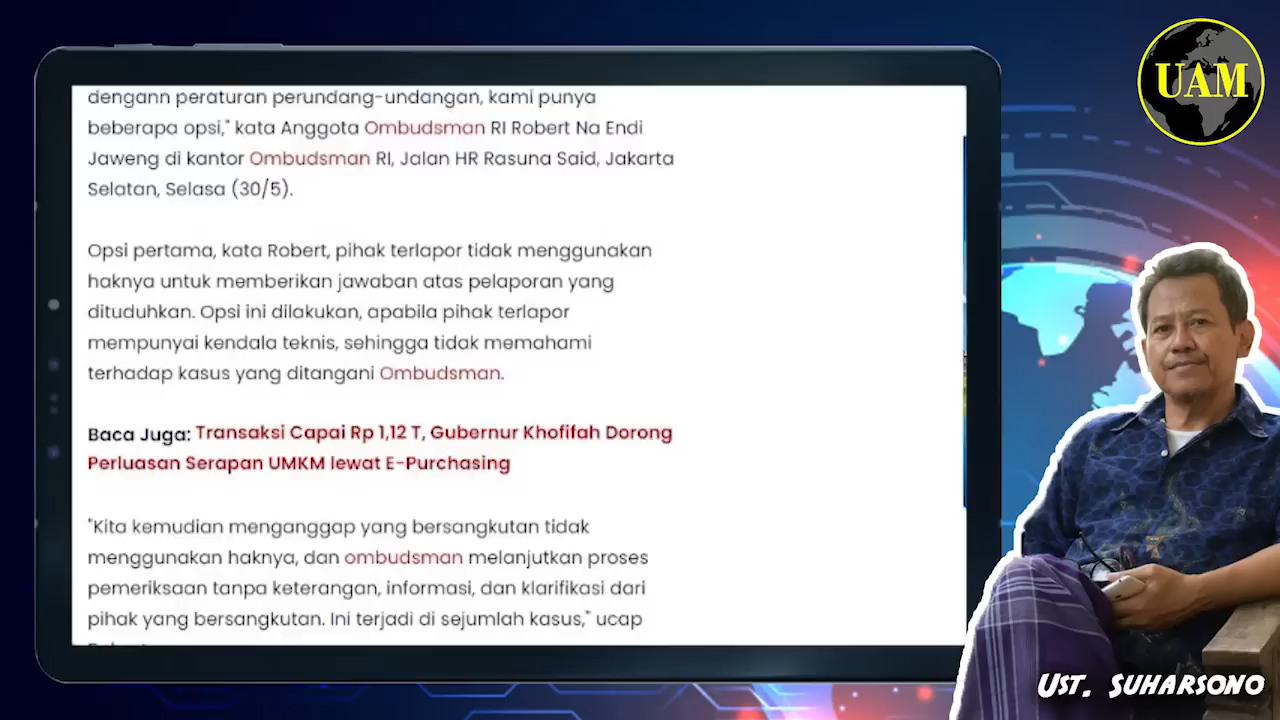 dengann peraturan perundang-undangan, kami punya
beberapa opsi," kata Anggota Ombudsman RI Robert Na Endi
Jaweng di kantor Ombudsman RI, Jalan HR Rasuna Said, Jakarta
Selatan, Selasa (30/5).
Opsi pertama, kata Robert, pihak terlapor tidak menggunakan
haknya untuk memberikan jawaban atas pelaporan yang
dituduhkan. Opsi ini dilakukan, apabila pihak terlapor
mempunyai kendala teknis, sehingga tidak memahami
terhadap kasus yang ditangani Ombudsman.
Baca Juga: Transaksi Capai Rp 1,12 T, Gubernur Khofifah Dorong
Perluasan Serapan UMKM lewat E-Purchasing
"Kita kemudian menganggap yang bersangkutan tidak
menggunakan haknya, dan ombudsman melanjutkan proses
pemeriksaan tanpa keterangan, informasi, dan klarifikasi dari
pihak yang bersangkutan. Ini terjadi di sejumlah kasus," ucap
UAM
UST. SUHARSONO